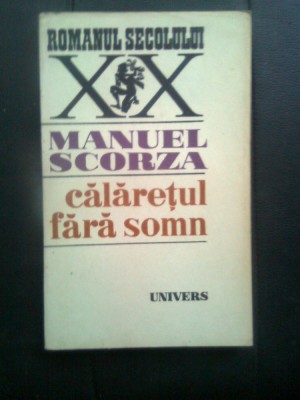 ROMANUL SECOLULUI
XX
MANUEL
SCORZA
călărețul
fără somn
UNIVERS